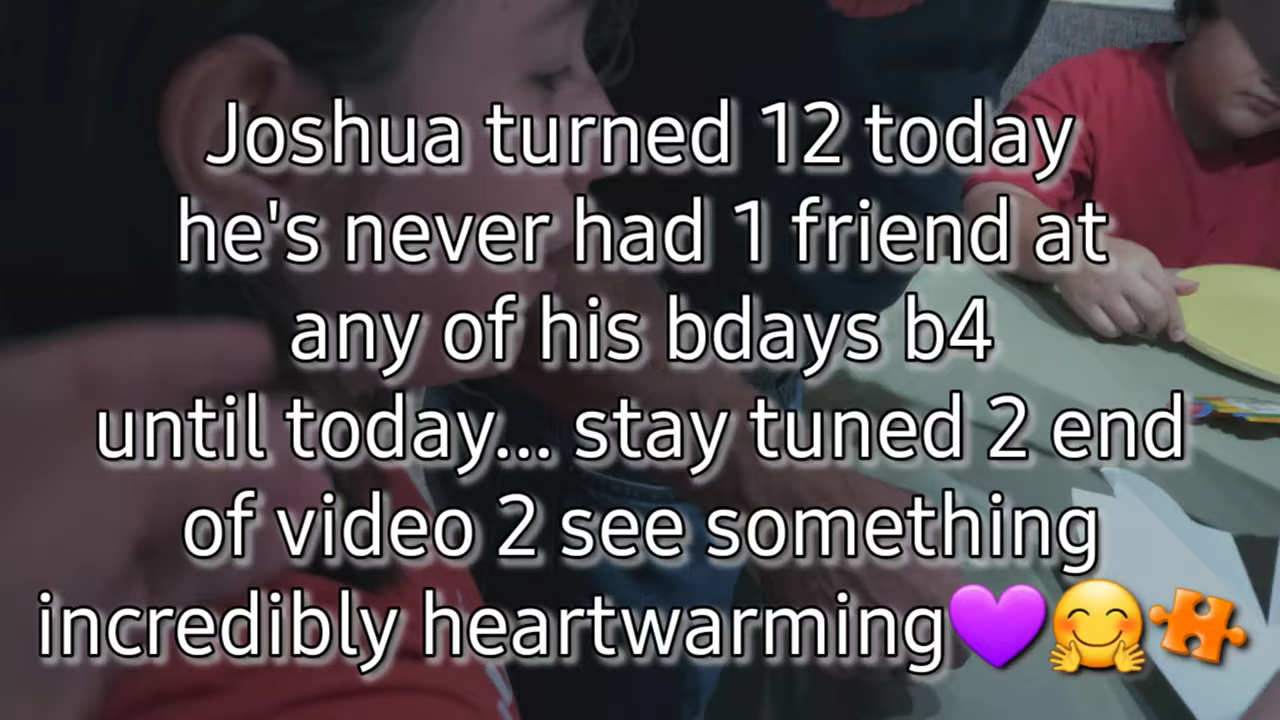 Joshua turned 12 today
he's never had 1 friend at
any of his bdays b4
until today... stay tuned 2 end
of video 2 see something
incredibly heartwarming💜🤗🧩